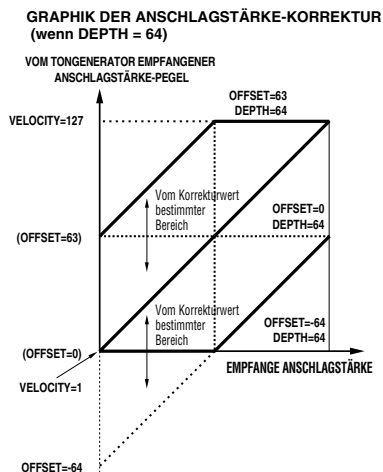 GRAPHIK DER ANSCHLAGSTÄRKE-KORREKTUR
(wenn DEPTH = 64)
VOM TONGENERATOR EMPFANGENER
ANSCHLAGSTÄRKE-PEGEL
OFFSET=63
DEPTH=64
VELOCITY=127
Vom Korrekturwert
bestimmter
Bereich
OFFSET=0
DEPTH=64
(OFFSET=63)
Vom Korrekturwert
bestimmter
Bereich
OFFSET=-64
DEPTH=64
(OFFSET=0)
EMPFANGE ANSCHLAGSTÄRKE
VELOCITY=1
OFFSET=-64